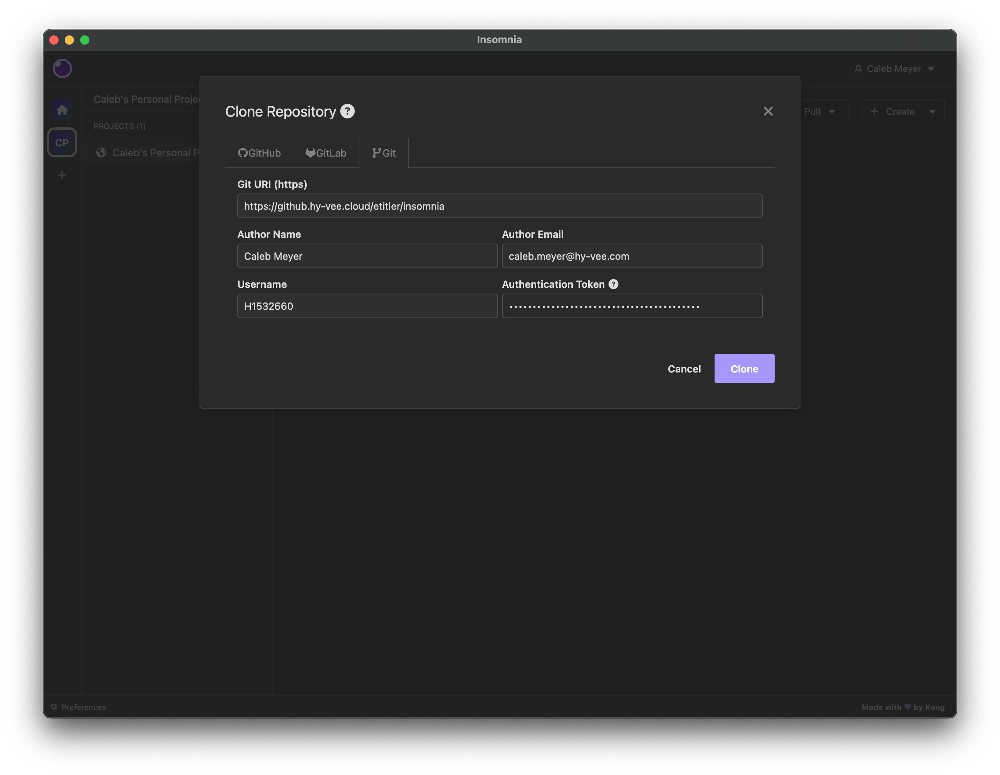 Insomnia
Caleb Meyer
Caleb's Personal Projec
Pull
Create
PROJECTS (1)
CP
Caleb's Personal P
Clone Repository ?
GitHub GitLab Git
Git URI (https)
https://github.hy-vee.cloud/etitler/insomnia
Author Name Author Email
Caleb Meyer caleb.meyer@hy-vee.com
Username Authentication Token ?
H1532660 •••••••••••••••••••••••••••••••••••••••••
Cancel Clone
Preferences
Made with ♥ by Kong